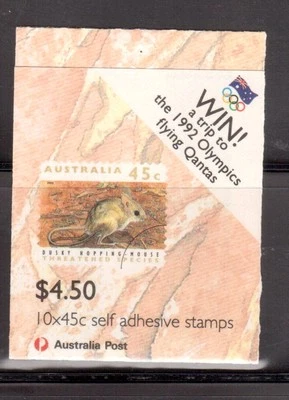 WIN!
a trip to
the 1992 Olympics
flying Qantas
AUSTRALIA 45c
DUSKY HOPPING-MOUSE
THREATENED SPECIES
$4.50
10x45c self adhesive stamps
Australia Post